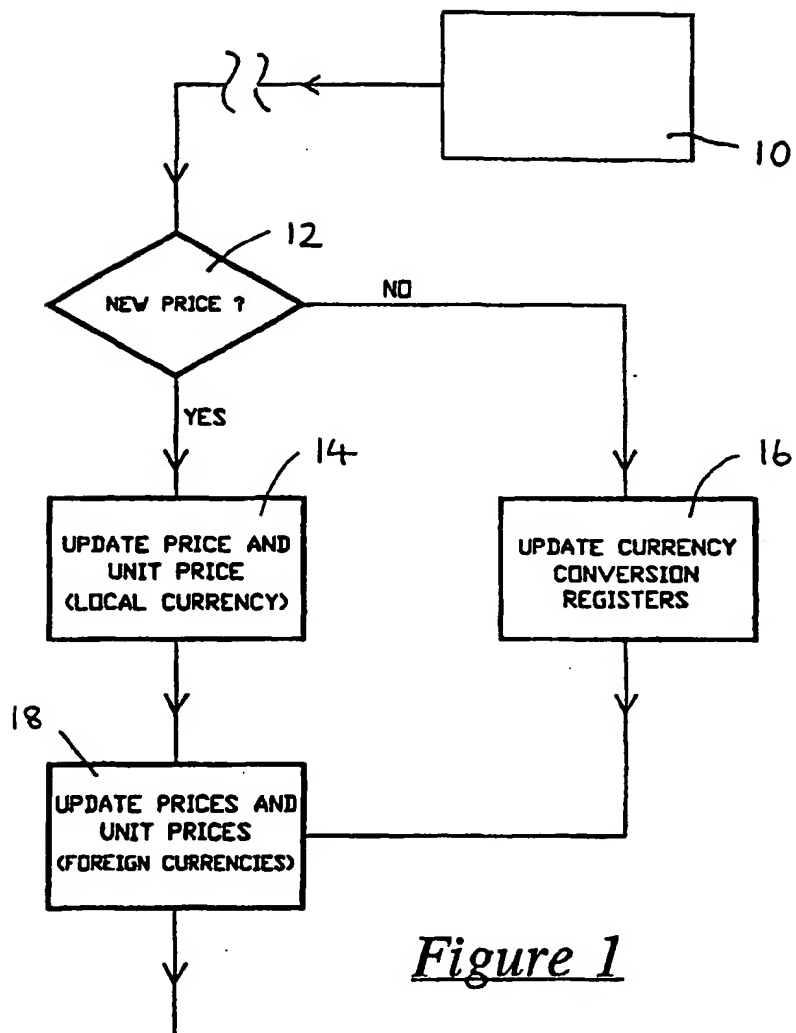 10
12
NEW PRICE ?
NO
YES
14
16
UPDATE PRICE AND
UNIT PRICE
(LOCAL CURRENCY)
UPDATE CURRENCY
CONVERSION
REGISTERS
18
UPDATE PRICES AND
UNIT PRICES
(FOREIGN CURRENCIES)
Figure 1